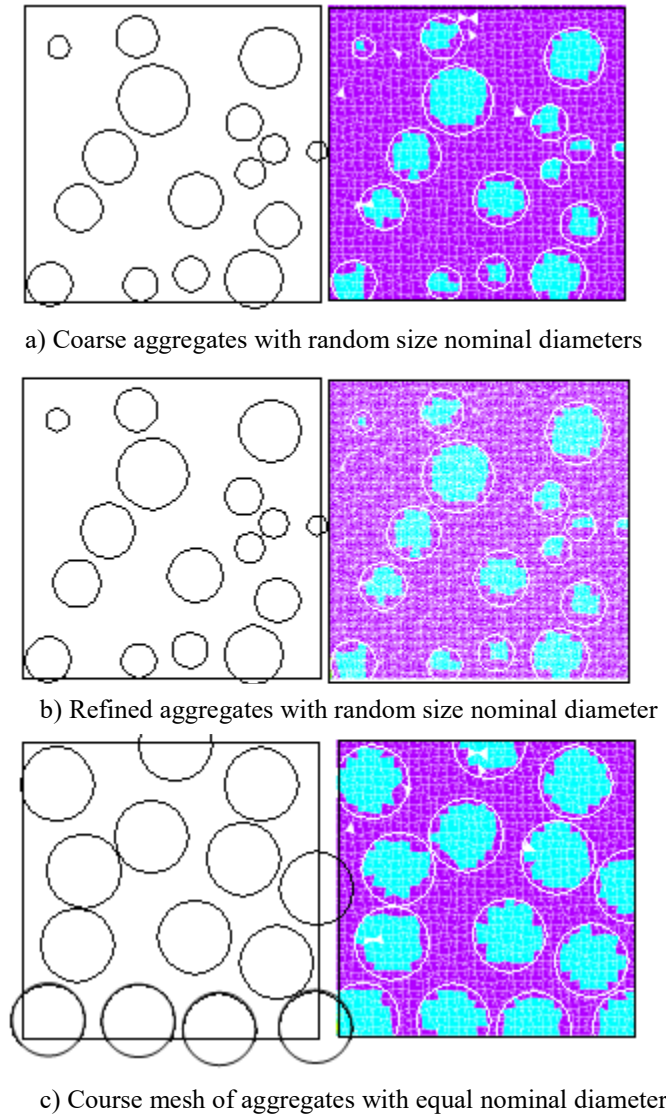 a) Coarse aggregates with random size nominal diameters
b) Refined aggregates with random size nominal diameter
c) Course mesh of aggregates with equal nominal diameter